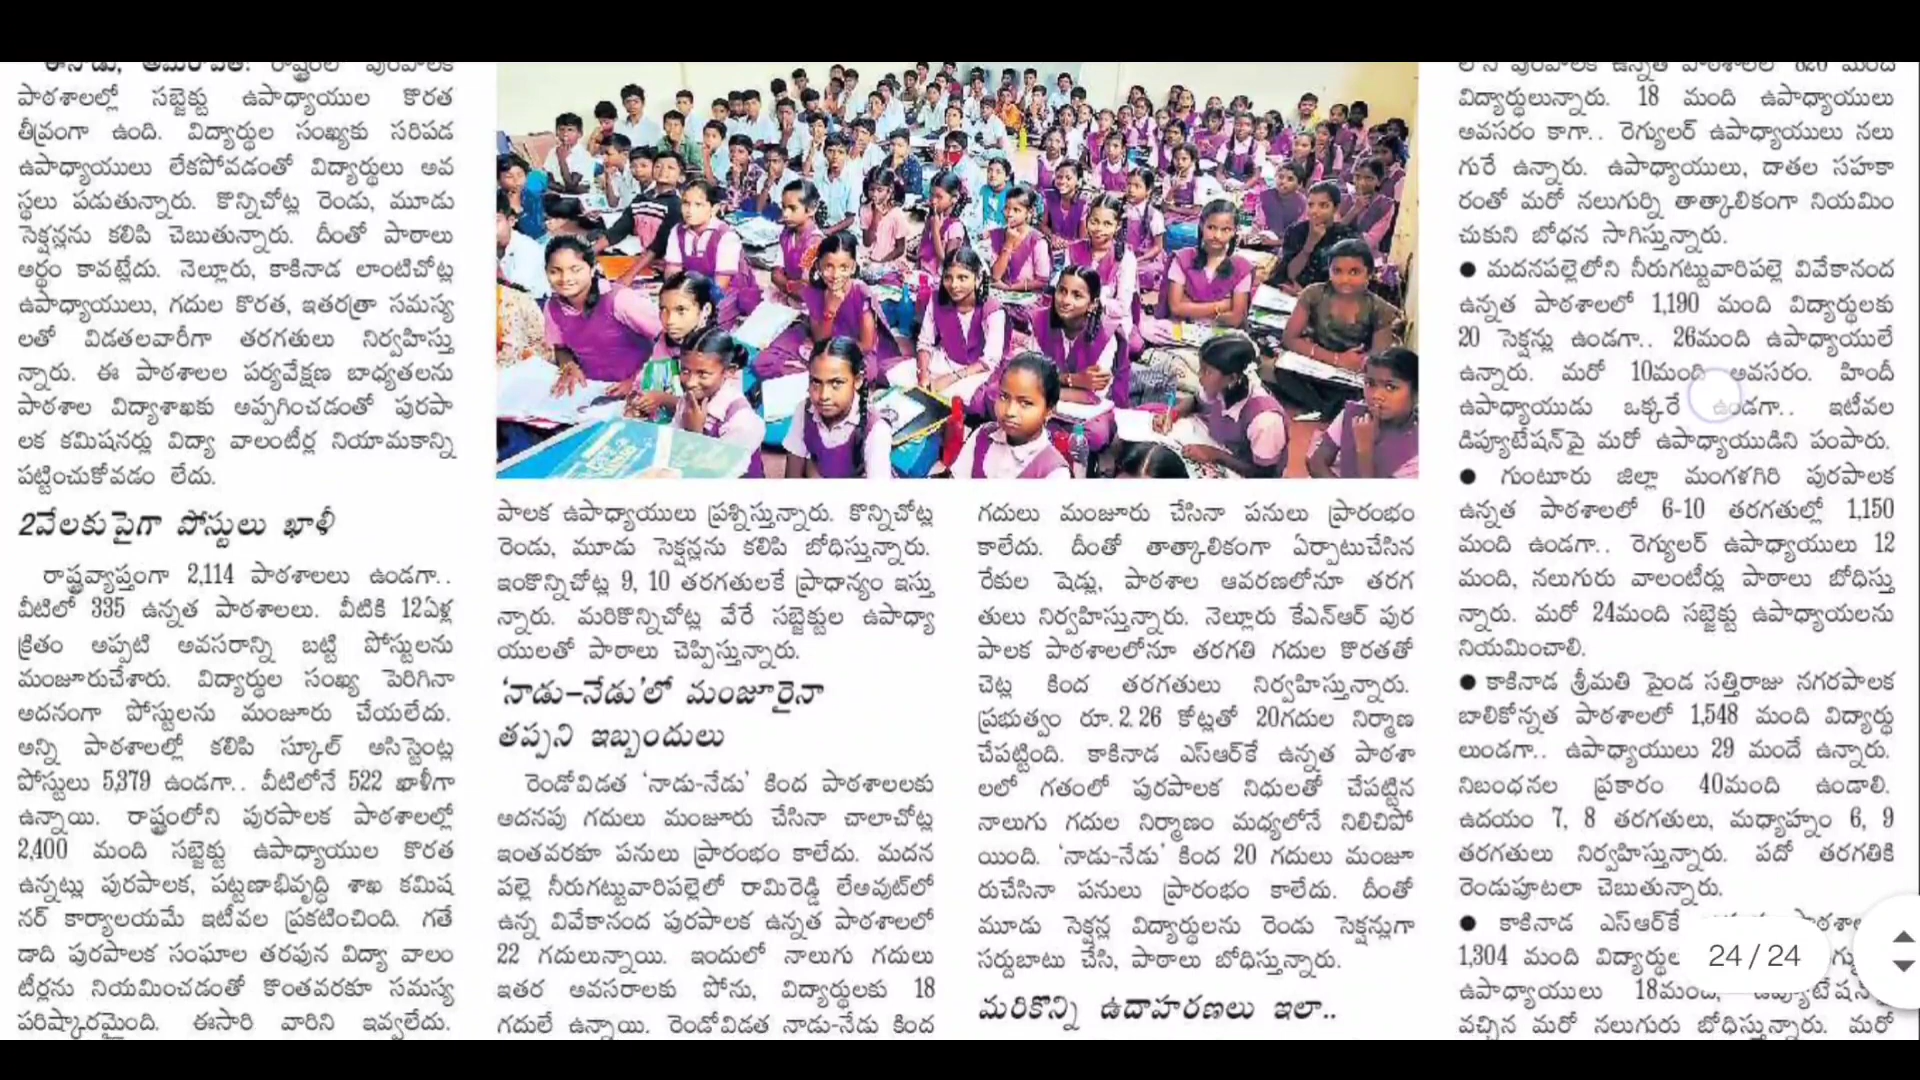 ఈనాడు, అమరావతి: రాష్ట్రంలో పురపాలక
పాఠశాలల్లో సబ్జెక్టు ఉపాధ్యాయుల కొరత
తీవ్రంగా ఉంది. విద్యార్థుల సంఖ్యకు సరిపడ
ఉపాధ్యాయులు లేకపోవడంతో విద్యార్థులు అవ
స్థలు పడుతున్నారు. కొన్నిచోట్ల రెండు, మూడు
సెక్షన్లను కలిపి చెబుతున్నారు. దీంతో పాఠాలు
అర్థం కావట్లేదు. నెల్లూరు, కాకినాడ లాంటిచోట్ల
ఉపాధ్యాయులు, గదుల కొరత, ఇతరత్రా సమస్య
లతో విడతలవారీగా తరగతులు నిర్వహిస్తు
న్నారు. ఈ పాఠశాలల పర్యవేక్షణ బాధ్యతలను
పాఠశాల విద్యాశాఖకు అప్పగించడంతో పురపా
లక కమిషనర్లు విద్యా వాలంటీర్ల నియామకాన్ని
పట్టించుకోవడం లేదు.
2వేలకుపైగా పోస్టులు ఖాళీ
రాష్ట్రవ్యాప్తంగా 2,114 పాఠశాలలు ఉండగా..
వీటిలో 335 ఉన్నత పాఠశాలలు. వీటికి 12ఏళ్ల
క్రితం అప్పటి అవసరాన్ని బట్టి పోస్టులను
మంజూరుచేశారు. విద్యార్థుల సంఖ్య పెరిగినా
అదనంగా పోస్టులను మంజూరు చేయలేదు.
అన్ని పాఠశాలల్లో కలిపి స్కూల్ అసిస్టెంట్ల
పోస్టులు 5,379 ఉండగా.. వీటిలోనే 522 ఖాళీగా
ఉన్నాయి. రాష్ట్రంలోని పురపాలక పాఠశాలల్లో
2,400 మంది సబ్జెక్టు ఉపాధ్యాయుల కొరత
ఉన్నట్లు పురపాలక, పట్టణాభివృద్ధి శాఖ కమిష
నర్ కార్యాలయమే ఇటీవల ప్రకటించింది. గతే
డాది పురపాలక సంఘాల తరఫున విద్యా వాలం
టీర్లను నియమించడంతో కొంతవరకూ సమస్య
పరిష్కారమైంది. ఈసారి వారిని ఇవ్వలేదు.
పాలక ఉపాధ్యాయులు ప్రశ్నిస్తున్నారు. కొన్నిచోట్ల
రెండు, మూడు సెక్షన్లను కలిపి బోధిస్తున్నారు.
ఇంకొన్నిచోట్ల 9, 10 తరగతులకే ప్రాధాన్యం ఇస్తు
న్నారు. మరికొన్నిచోట్ల వేరే సబ్జెక్టుల ఉపాధ్యా
యులతో పాఠాలు చెప్పిస్తున్నారు.
‘నాడు–నేడు’లో మంజూరైనా
తప్పని ఇబ్బందులు
రెండోవిడత ‘నాడు-నేడు’ కింద పాఠశాలలకు
అదనపు గదులు మంజూరు చేసినా చాలాచోట్ల
ఇంతవరకూ పనులు ప్రారంభం కాలేదు. మదన
పల్లె నీరుగట్టువారిపల్లెలో రామిరెడ్డి లేఅవుట్‌లో
ఉన్న వివేకానంద పురపాలక ఉన్నత పాఠశాలలో
22 గదులున్నాయి. ఇందులో నాలుగు గదులు
ఇతర అవసరాలకు పోను, విద్యార్థులకు 18
గదులే ఉన్నాయి. రెండోవిడత నాడు-నేడు కింద
గదులు మంజూరు చేసినా పనులు ప్రారంభం
కాలేదు. దీంతో తాత్కాలికంగా ఏర్పాటుచేసిన
రేకుల షెడ్లు, పాఠశాల ఆవరణలోనూ తరగ
తులు నిర్వహిస్తున్నారు. నెల్లూరు కేఎన్ఆర్ పుర
పాలక పాఠశాలలోనూ తరగతి గదుల కొరతతో
చెట్ల కింద తరగతులు నిర్వహిస్తున్నారు.
ప్రభుత్వం రూ.2.26 కోట్లతో 20గదుల నిర్మాణ
చేపట్టింది. కాకినాడ ఎస్ఆర్‌కే ఉన్నత పాఠశా
లలో గతంలో పురపాలక నిధులతో చేపట్టిన
నాలుగు గదుల నిర్మాణం మధ్యలోనే నిలిచిపో
యింది. ‘నాడు-నేడు’ కింద 20 గదులు మంజూ
రుచేసినా పనులు ప్రారంభం కాలేదు. దీంతో
మూడు సెక్షన్ల విద్యార్థులను రెండు సెక్షన్లుగా
సర్దుబాటు చేసి, పాఠాలు బోధిస్తున్నారు.
మరికొన్ని ఉదాహరణలు ఇలా..
లోని పురపాలక ఉన్నత పాఠశాలలో 820 మంది
విద్యార్థులున్నారు. 18 మంది ఉపాధ్యాయులు
అవసరం కాగా.. రెగ్యులర్ ఉపాధ్యాయులు నలు
గురే ఉన్నారు. ఉపాధ్యాయులు, దాతల సహకా
రంతో మరో నలుగుర్ని తాత్కాలికంగా నియమిం
చుకుని బోధన సాగిస్తున్నారు.
● మదనపల్లెలోని నీరుగట్టువారిపల్లె వివేకానంద
ఉన్నత పాఠశాలలో 1,190 మంది విద్యార్థులకు
20 సెక్షన్లు ఉండగా.. 26మంది ఉపాధ్యాయులే
ఉన్నారు. మరో 10మంది అవసరం. హిందీ
ఉపాధ్యాయుడు ఒక్కరే ఉండగా.. ఇటీవల
డిప్యూటేషన్‌పై మరో ఉపాధ్యాయుడిని పంపారు.
● గుంటూరు జిల్లా మంగళగిరి పురపాలక
ఉన్నత పాఠశాలలో 6-10 తరగతుల్లో 1,150
మంది ఉండగా.. రెగ్యులర్ ఉపాధ్యాయులు 12
మంది, నలుగురు వాలంటీర్లు పాఠాలు బోధిస్తు
న్నారు. మరో 24మంది సబ్జెక్టు ఉపాధ్యాయలను
నియమించాలి.
● కాకినాడ శ్రీమతి పైండ సత్తిరాజు నగరపాలక
బాలికోన్నత పాఠశాలలో 1,548 మంది విద్యార్థు
లుండగా.. ఉపాధ్యాయులు 29 మందే ఉన్నారు.
నిబంధనల ప్రకారం 40మంది ఉండాలి.
ఉదయం 7, 8 తరగతులు, మధ్యాహ్నం 6, 9
తరగతులు నిర్వహిస్తున్నారు. పదో తరగతికి
రెండుపూటలా చెబుతున్నారు.
● కాకినాడ ఎస్ఆర్‌కే
1,304 మంది
ఉపాధ్యాయులు 18మంది, డిప్యూటేషన్‌పై
వచ్చిన మరో నలుగురు బోధిస్తున్నారు. మరో
24 / 24